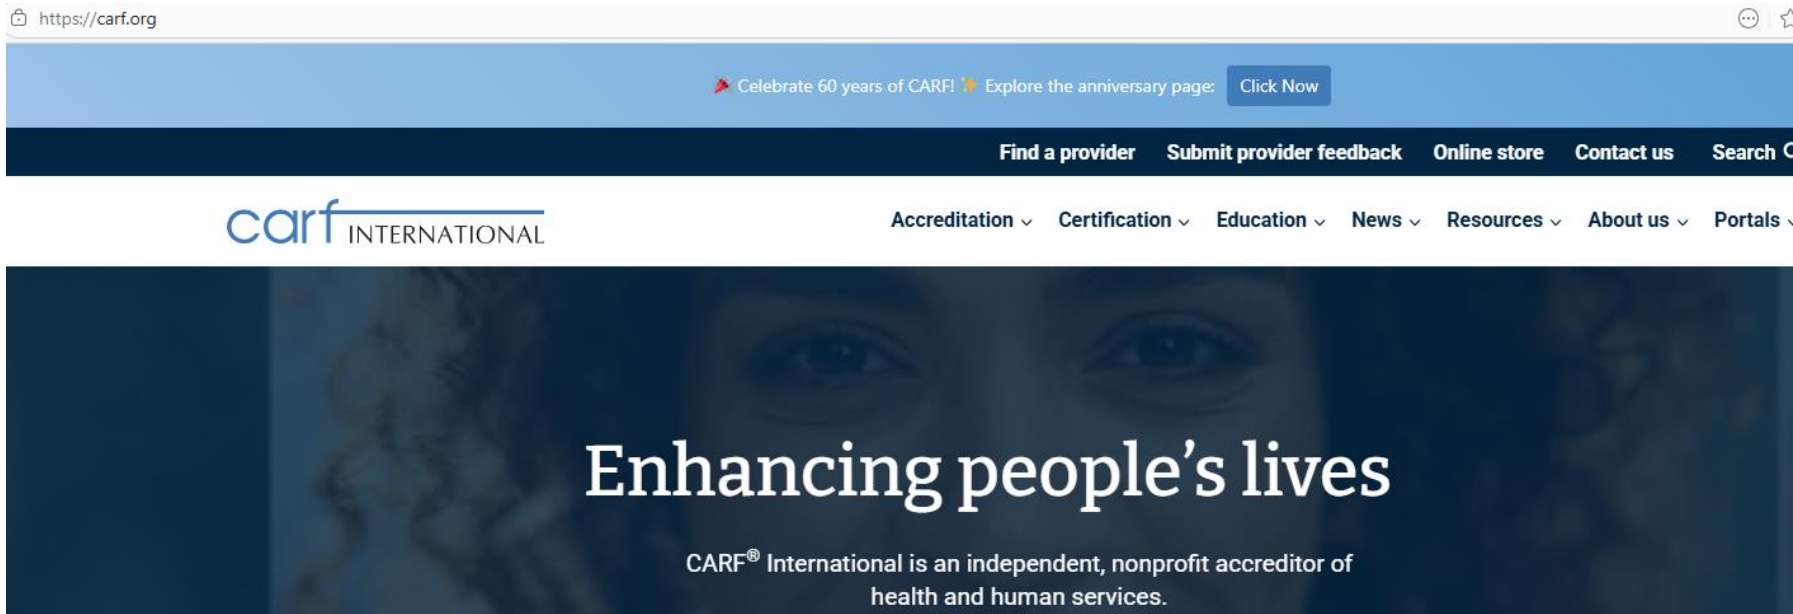 https://carf.org
🎉 Celebrate 60 years of CARF! ✨ Explore the anniversary page: Click Now
Find a provider Submit provider feedback Online store Contact us Search
carf INTERNATIONAL
Accreditation Certification Education News Resources About us Portals
Enhancing people’s lives
CARF® International is an independent, nonprofit accreditor of
health and human services.